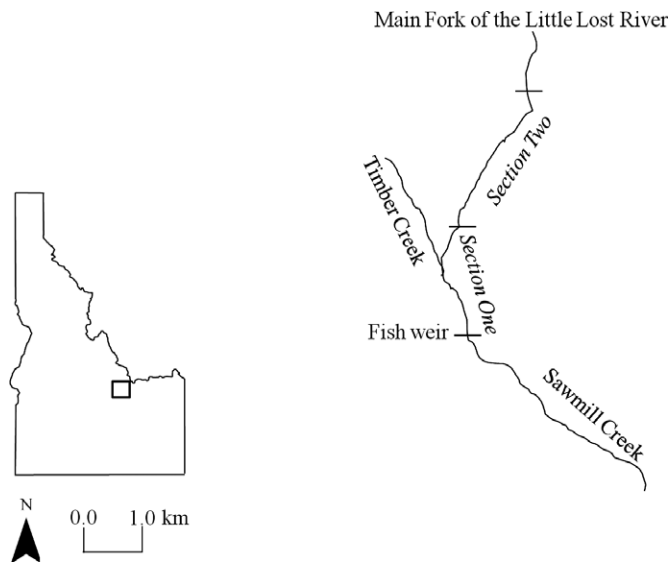 Main Fork of the Little Lost River
Section Two
Timber Creek
Section One
Fish weir
Sawmill Creek
N
0.0 1.0 km